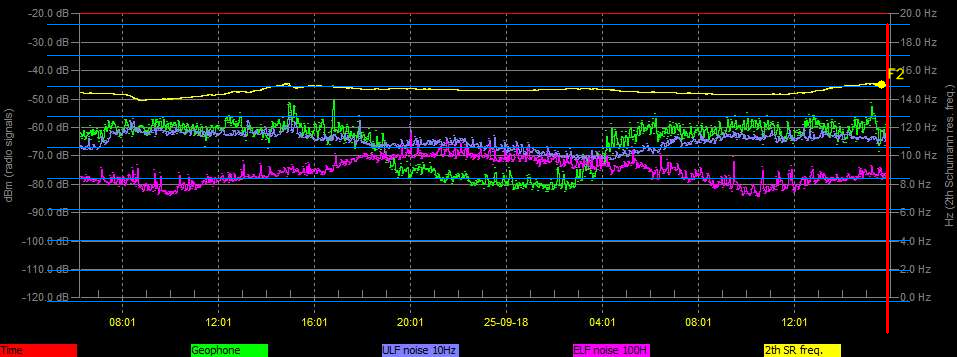 -20.0 dB 20.0 Hz
-30.0 dB 18.0 Hz
-40.0 dB 16.0 Hz
F2
-50.0 dB 14.0 Hz
-60.0 dB 12.0 Hz
-70.0 dB 10.0 Hz
-80.0 dB 8.0 Hz
-90.0 dB 6.0 Hz
-100.0 dB 4.0 Hz
-110.0 dB 2.0 Hz
-120.0 dB 0.0 Hz
dBm (radio signals)
Hz (2th Schumann res. freq.)
08:01 12:01 16:01 20:01 25-09-18 04:01 08:01 12:01
Time Geophone ULF noise 10Hz ELF noise 100H 2th SR freq.